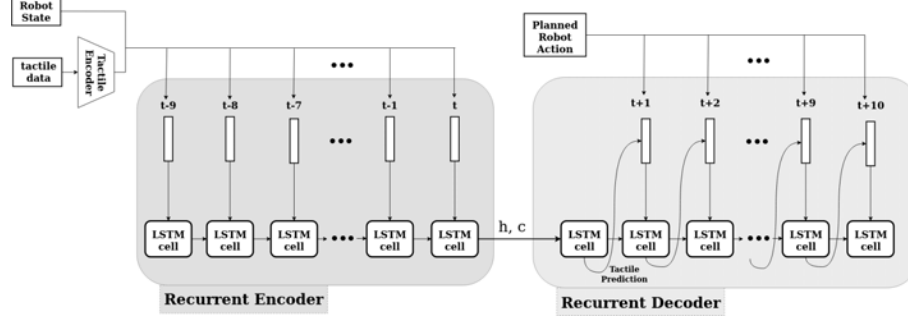 Robot
State
tactile
data
Tactile
Encoder
t-9
t-8
t-7
t-1
t
LSTM
cell
LSTM
cell
LSTM
cell
LSTM
cell
LSTM
cell
Recurrent Encoder
h, c
Planned
Robot
Action
t+1
t+2
t+9
t+10
LSTM
cell
LSTM
cell
LSTM
cell
LSTM
cell
LSTM
cell
Tactile
Prediction
Recurrent Decoder